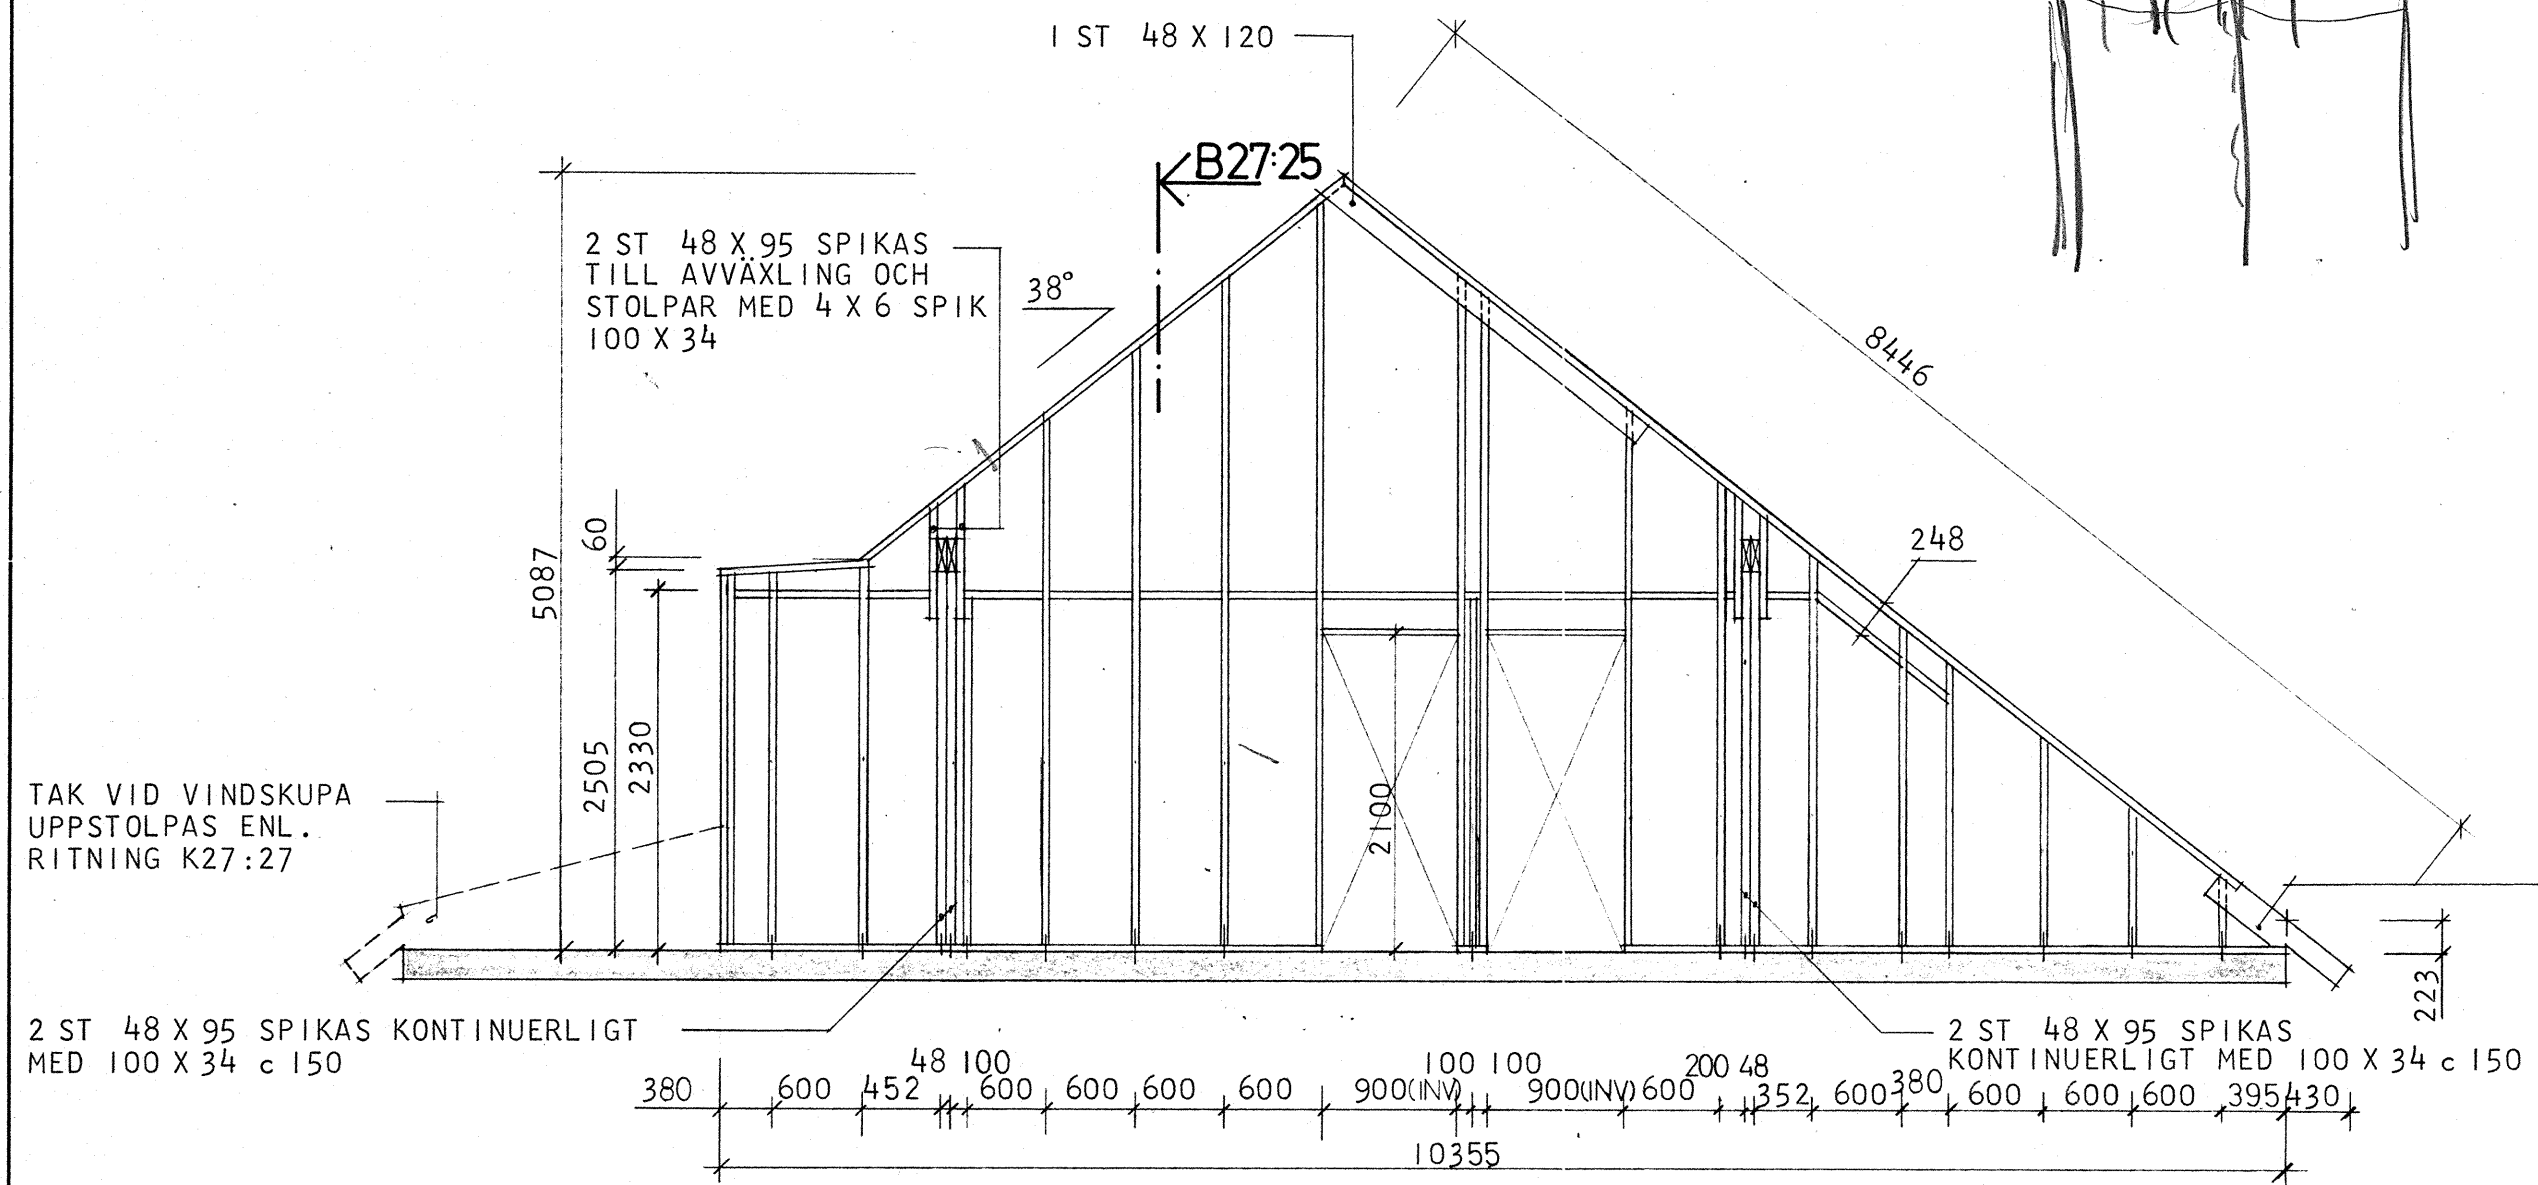 1 ST 48 X 120
B27:25
2 ST 48 X 95 SPIKAS
TILL AVVÄXLING OCH
STOLPAR MED 4 X 6 SPIK
100 X 34
38°
8446
248
60
5087
2505
2330
2100
TAK VID VINDSKUPA
UPPSTOLPAS ENL.
RITNING K27:27
223
2 ST 48 X 95 SPIKAS KONTINUERLIGT
MED 100 X 34 c 150
2 ST 48 X 95 SPIKAS
KONTINUERLIGT MED 100 X 34 c 150
48 100 100 100 200 48
380 600 452 600 600 600 600 900(INV) 900(INV) 600 352 600 380 600 600 600 395 430
10355